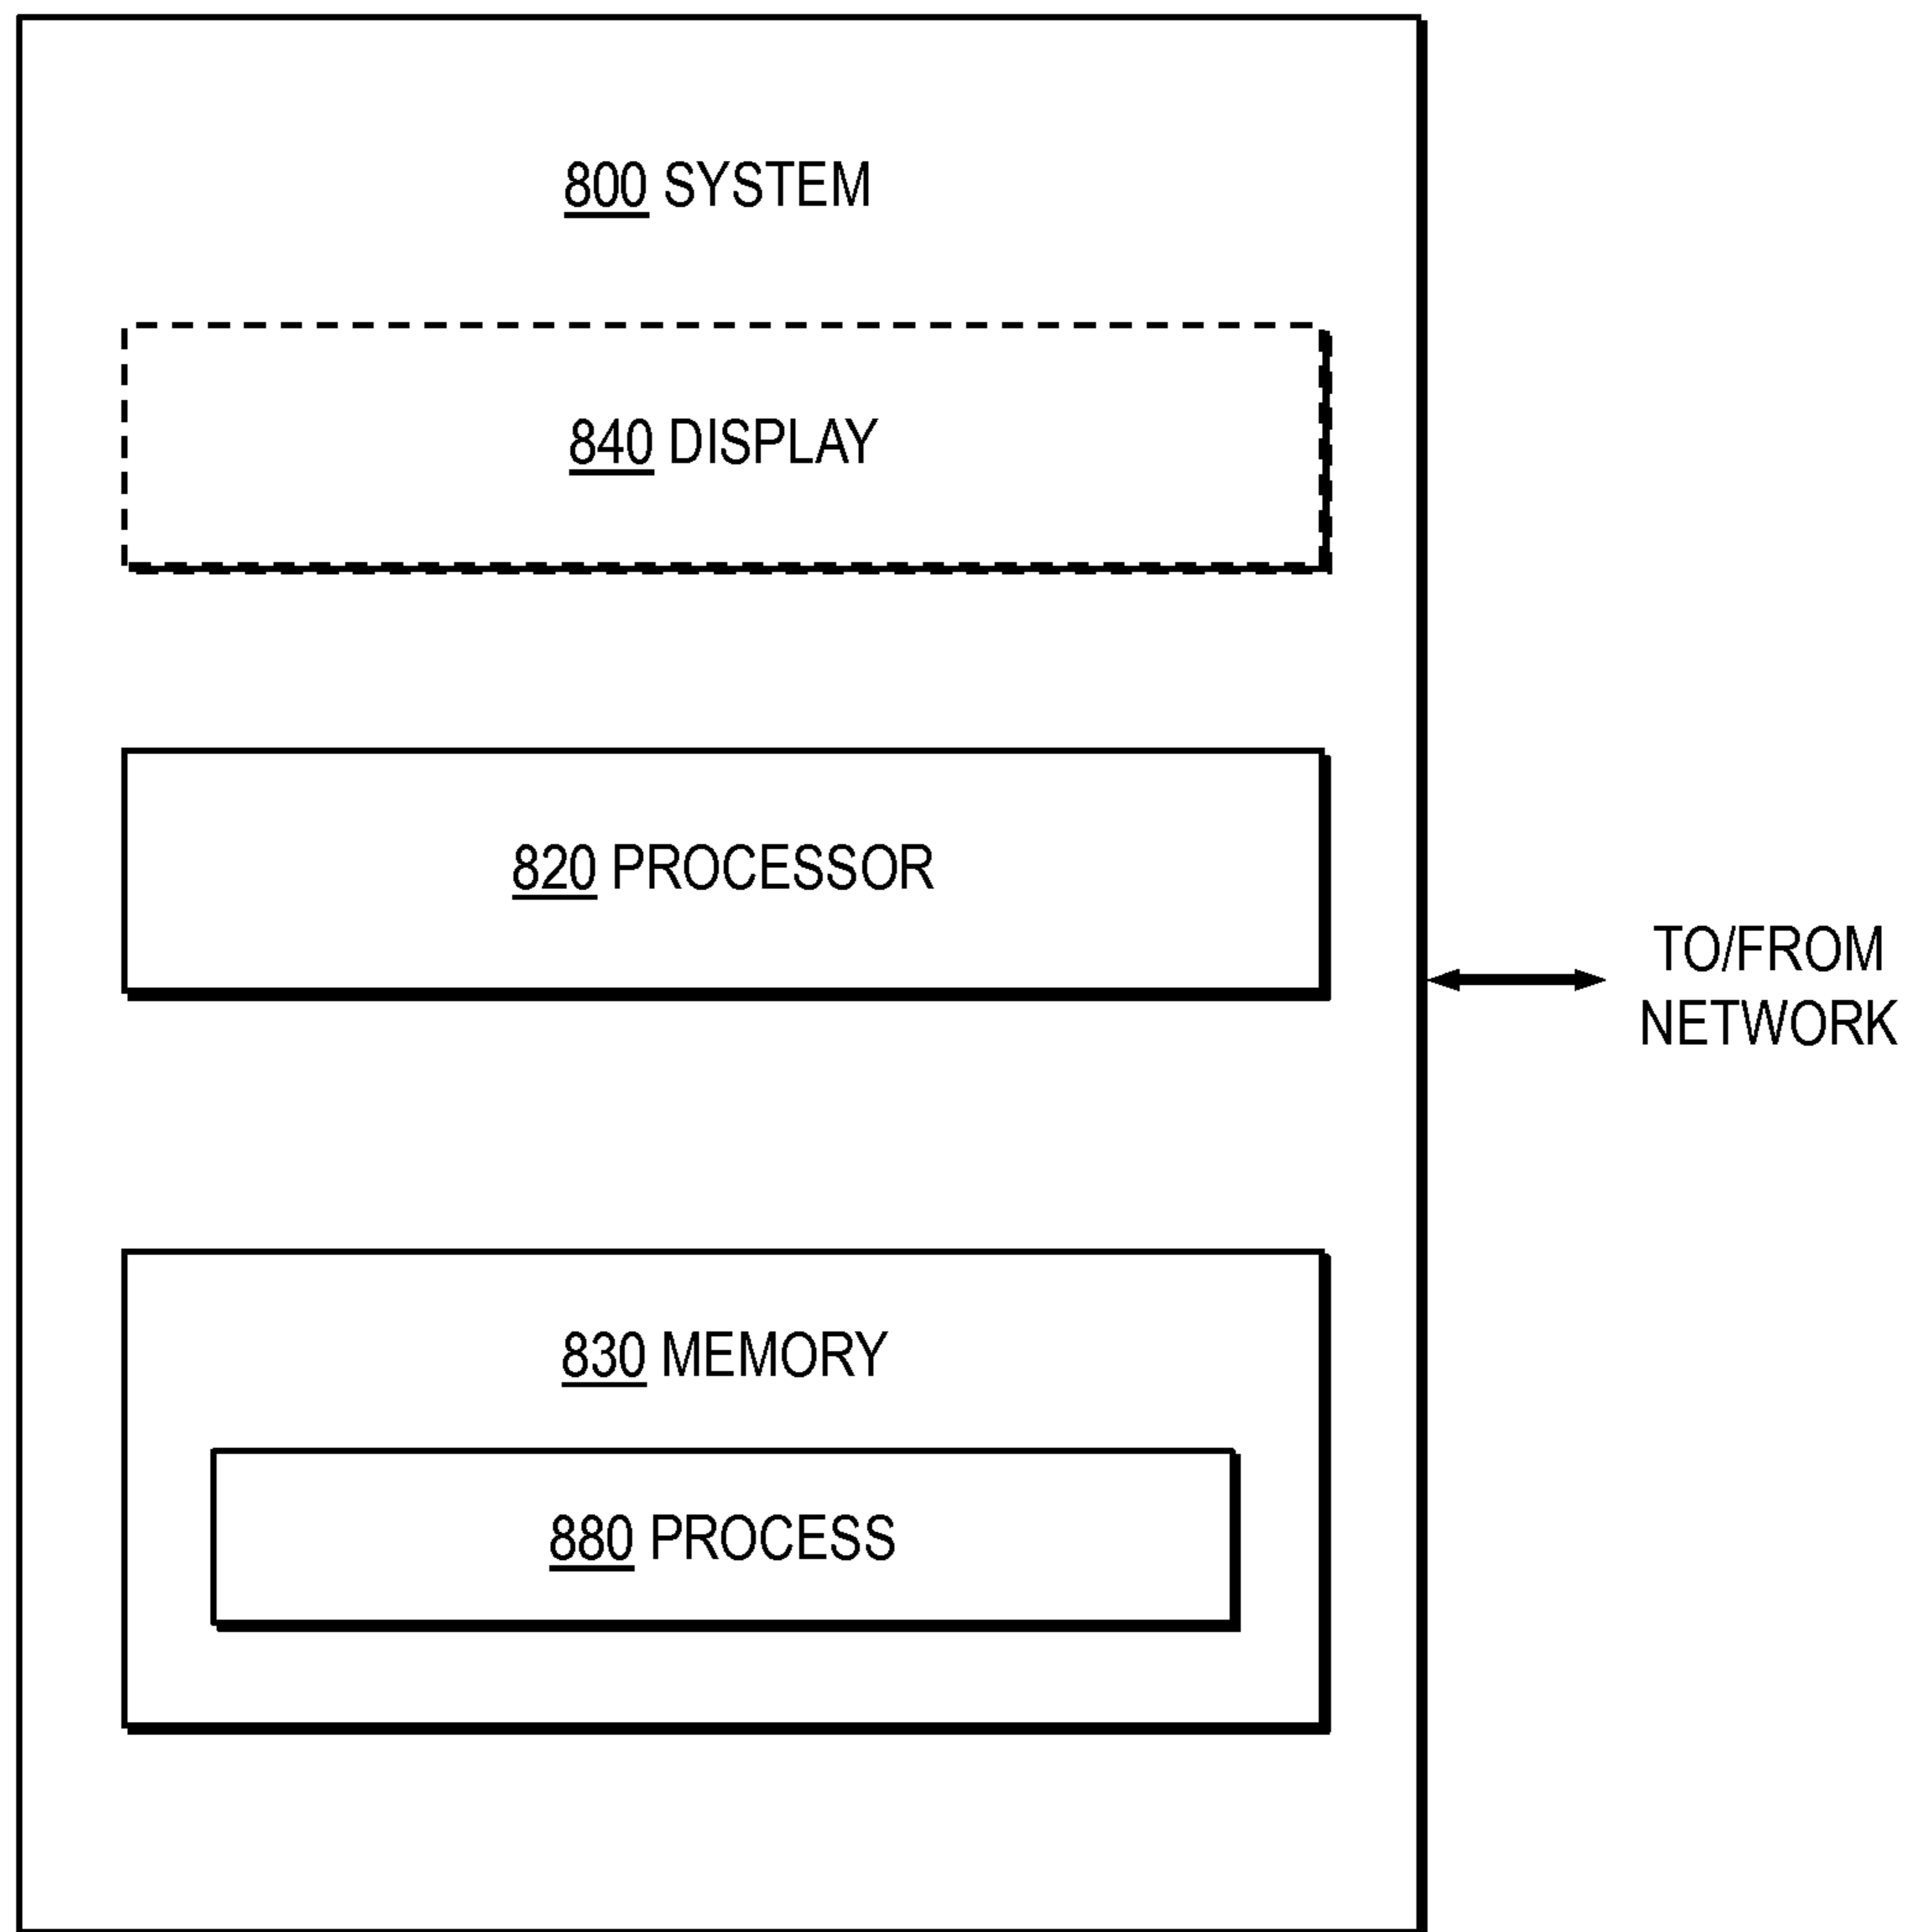 800 SYSTEM
840 DISPLAY
820 PROCESSOR
TO/FROM
NETWORK
830 MEMORY
880 PROCESS